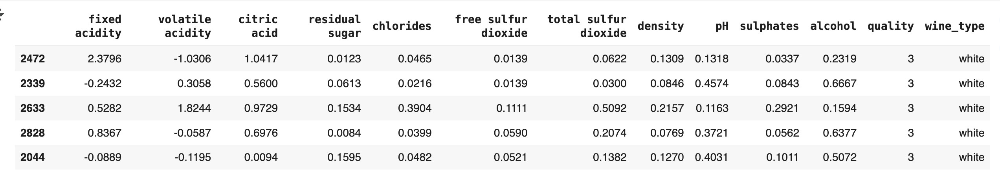 fixed acidity volatile acidity citric acid residual sugar chlorides free sulfur dioxide total sulfur dioxide density pH sulphates alcohol quality wine_type
2472 2.3796 -1.0306 1.0417 0.0123 0.0465 0.0139 0.0622 0.1309 0.1318 0.0337 0.2319 3 white
2339 -0.2432 0.3058 0.5600 0.0613 0.0216 0.0139 0.0300 0.0846 0.4574 0.0843 0.6667 3 white
2633 0.5282 1.8244 0.9729 0.1534 0.3904 0.1111 0.5092 0.2157 0.1163 0.2921 0.1594 3 white
2828 0.8367 -0.0587 0.6976 0.0084 0.0399 0.0590 0.2074 0.0769 0.3721 0.0562 0.6377 3 white
2044 -0.0889 -0.1195 0.0094 0.1595 0.0482 0.0521 0.1382 0.1270 0.4031 0.1011 0.5072 3 white